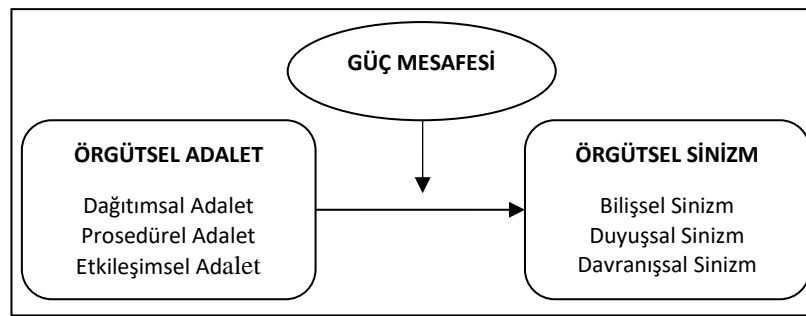 GÜÇ MESAFESİ
ÖRGÜTSEL ADALET
Dağıtımsal Adalet
Prosedürel Adalet
Etkileşimsel Adalet
ÖRGÜTSEL SİNİZM
Bilişsel Sinizm
Duyuşsal Sinizm
Davranışsal Sinizm